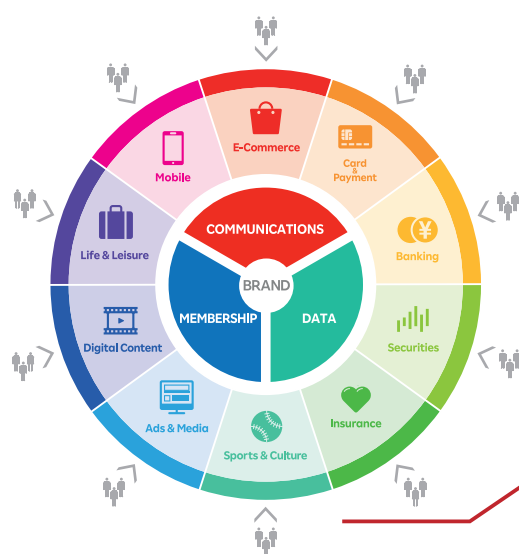 E-Commerce
Card
&
Payment
Banking
Securities
Insurance
Sports & Culture
Ads & Media
Digital Content
Life & Leisure
Mobile
COMMUNICATIONS
BRAND
MEMBERSHIP
DATA
¥